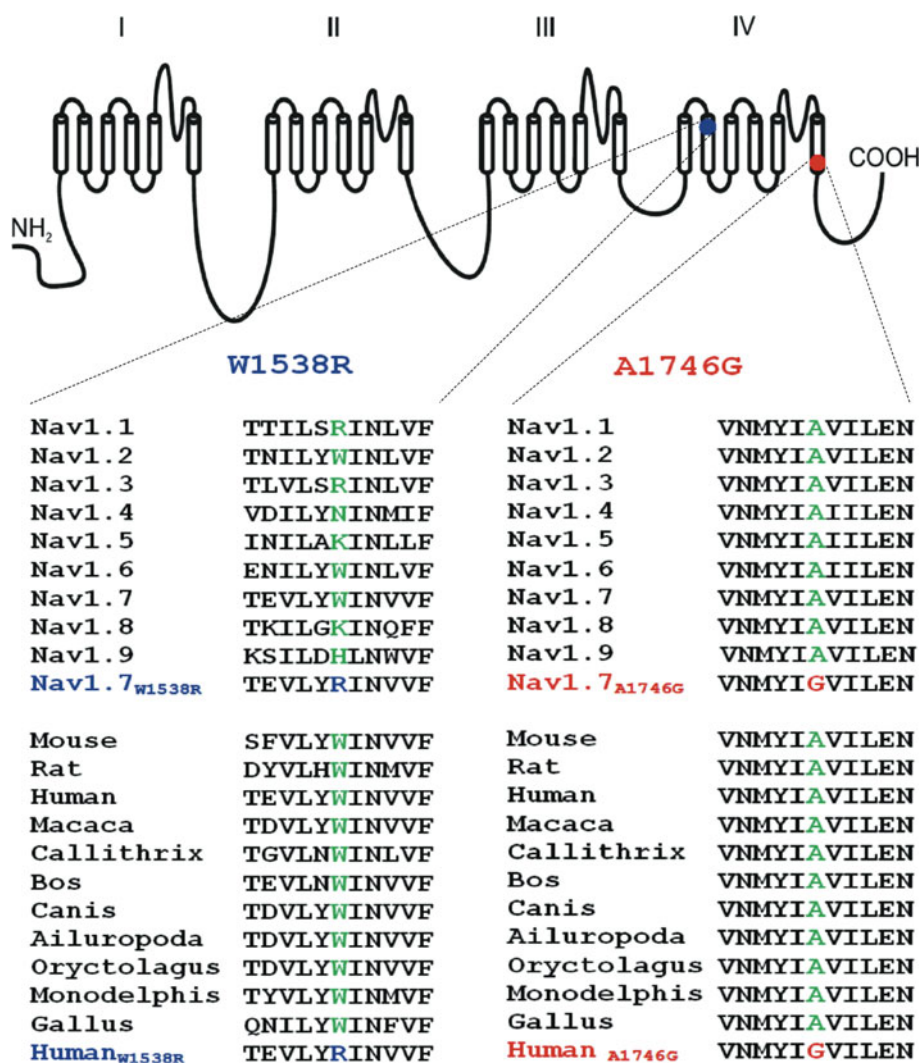 I II III IV
NH2
COOH
W1538R A1746G
Nav1.1 TTILSRINLVF Nav1.1 VNMYIAVILEN
Nav1.2 TNILYWINLVF Nav1.2 VNMYIAVILEN
Nav1.3 TLVLSRINLVF Nav1.3 VNMYIAVILEN
Nav1.4 VDILYNINMIF Nav1.4 VNMYIAIILEN
Nav1.5 INILAKINLLF Nav1.5 VNMYIAIILEN
Nav1.6 ENILYWINLVF Nav1.6 VNMYIAIILEN
Nav1.7 TEVLYWINVVF Nav1.7 VNMYIAVILEN
Nav1.8 TKILGKINQFF Nav1.8 VNMYIAVILEN
Nav1.9 KSILDHLNWVF Nav1.9 VNMYIAVILEN
Nav1.7W1538R TEVLYRINVVF Nav1.7A1746G VNMYIGVILEN
Mouse SFVLYWINVVF Mouse VNMYIAVILEN
Rat DYVLHWINMVF Rat VNMYIAVILEN
Human TEVLYWINVVF Human VNMYIAVILEN
Macaca TDVLYWINVVF Macaca VNMYIAVILEN
Callithrix TGVLNWINLVF Callithrix VNMYIAVILEN
Bos TEVLNWINVVF Bos VNMYIAVILEN
Canis TDVLYWINVVF Canis VNMYIAVILEN
Ailuropoda TDVLYWINVVF Ailuropoda VNMYIAVILEN
Oryctolagus TDVLYWINVVF Oryctolagus VNMYIAVILEN
Monodelphis TYVLYWINMVF Monodelphis VNMYIAVILEN
Gallus QNILYWINFVF Gallus VNMYIAVILEN
HumanW1538R TEVLYRINVVF Human A1746G VNMYIGVILEN